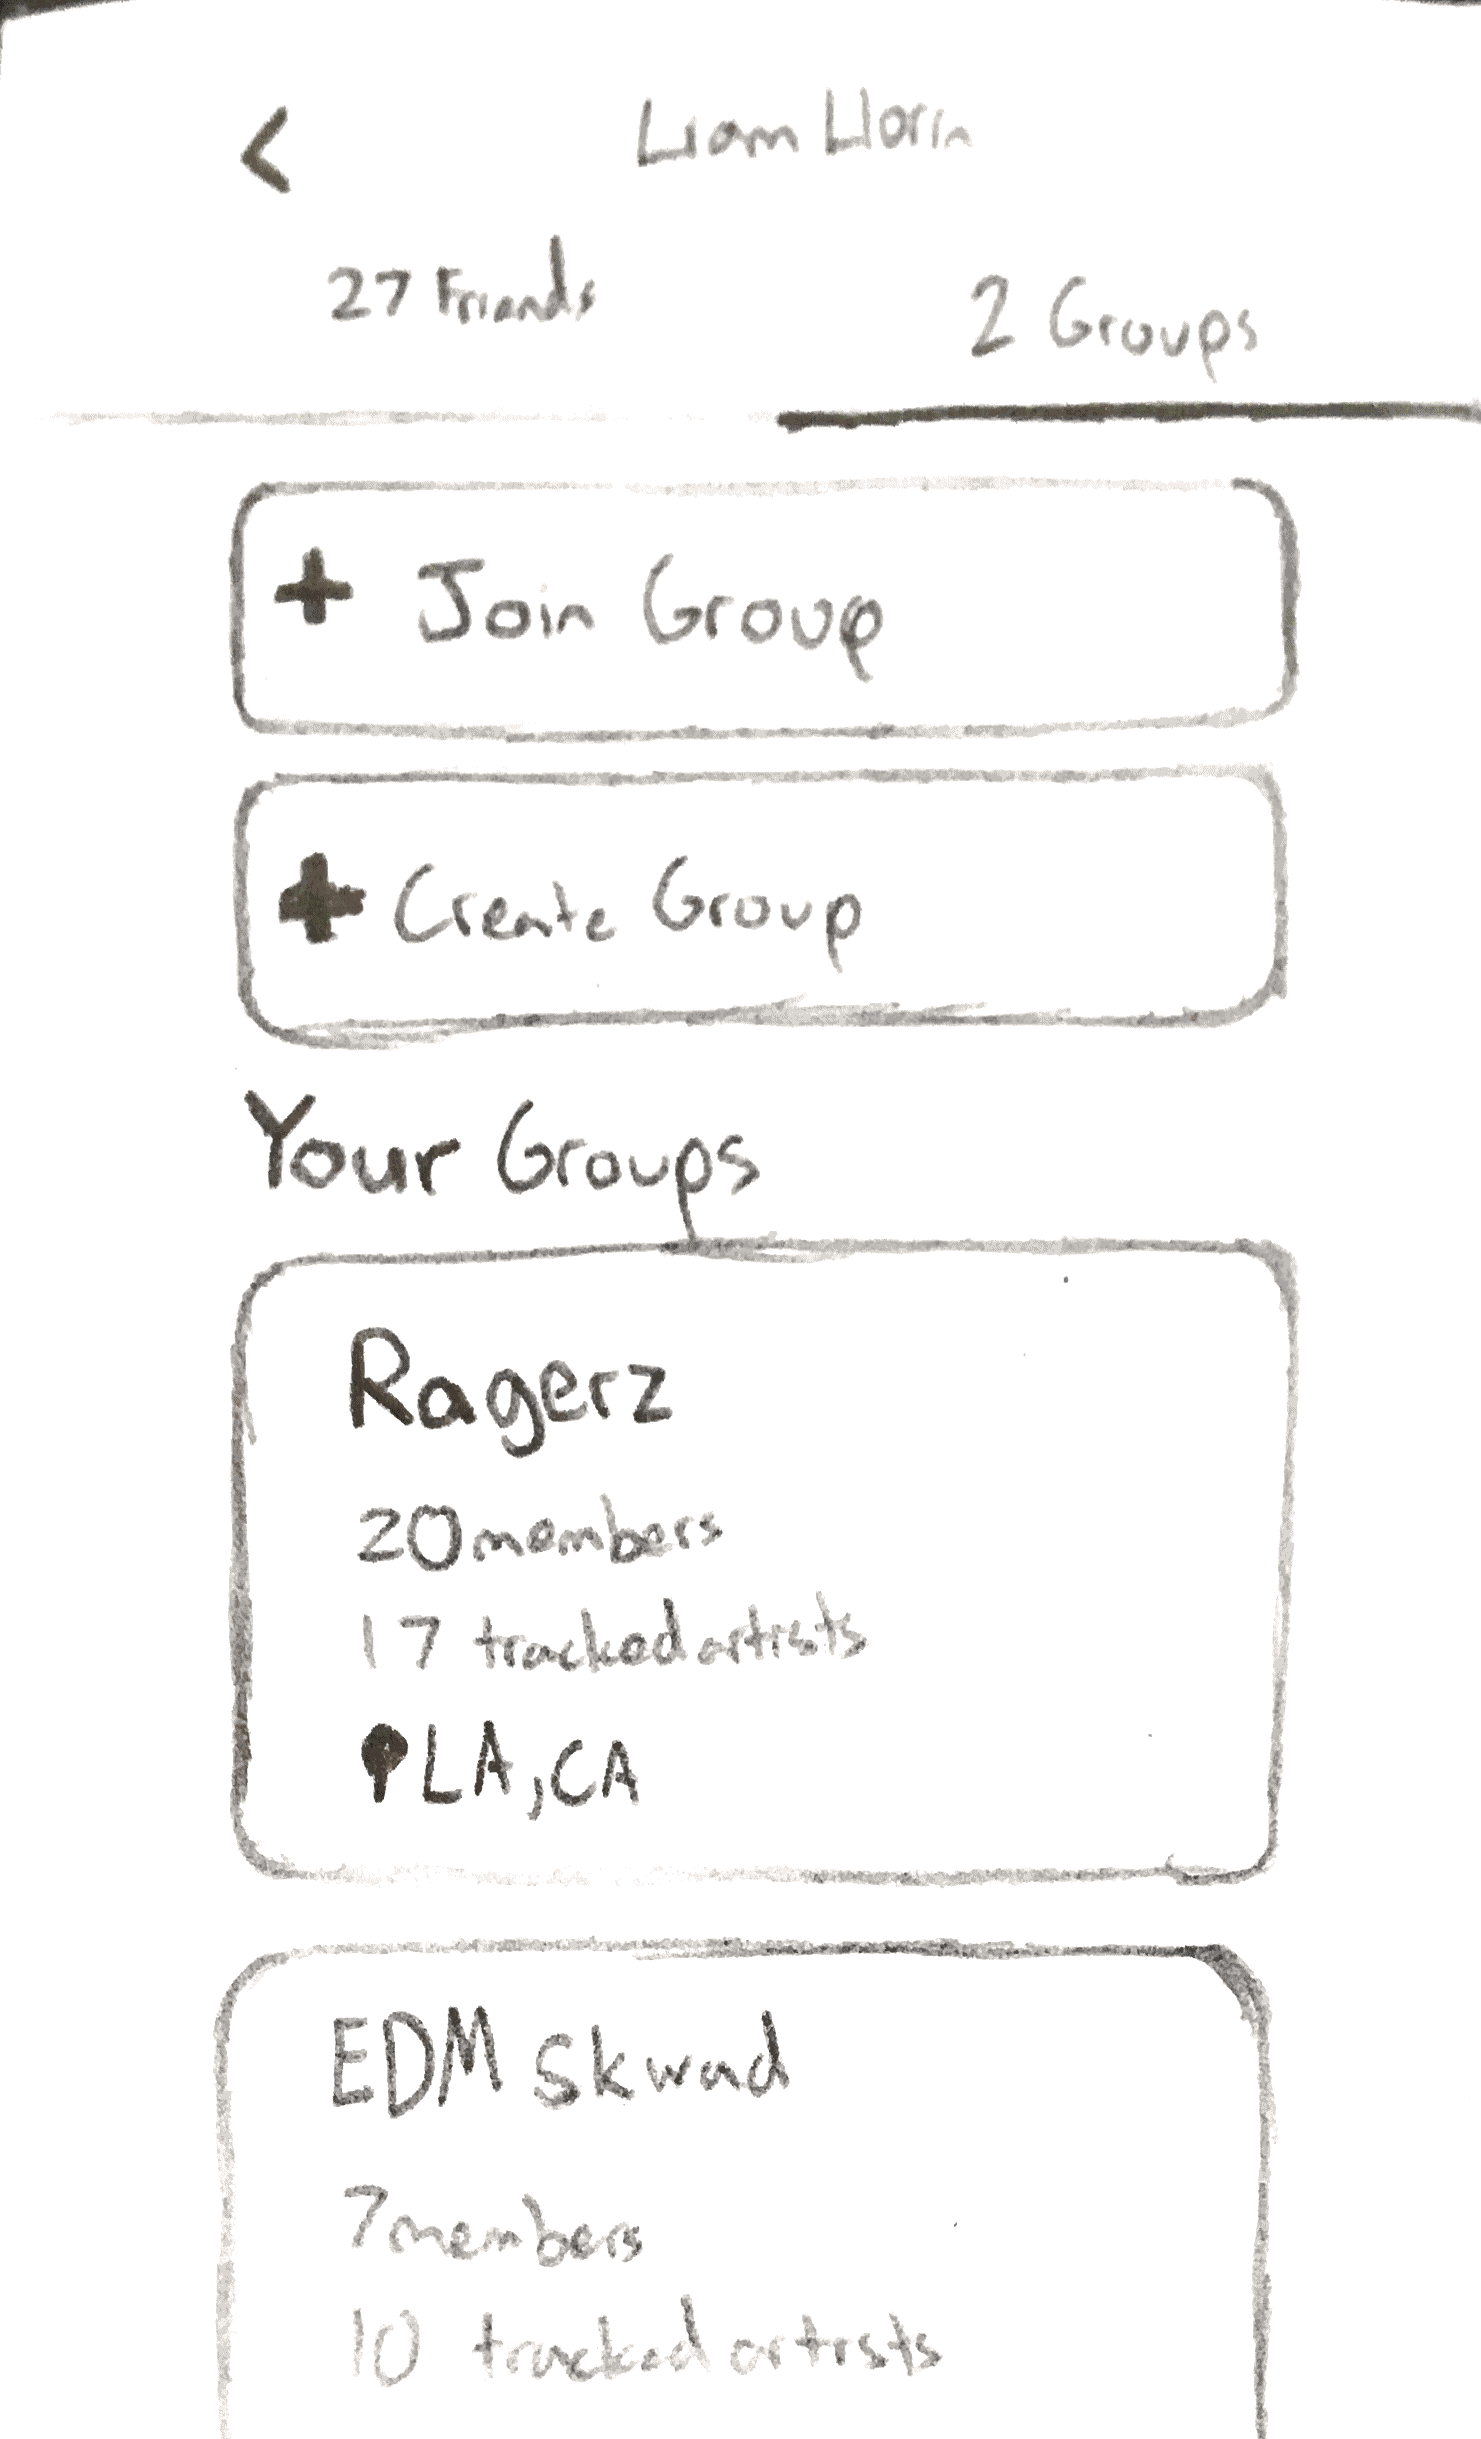 Liam Llorin
27 Friends
2 Groups
Join Group
Create Group
Your Groups
Ragerz
20 members
17 tracked artists
LA, CA
EDM Skwad
7 members
10 tracked artists